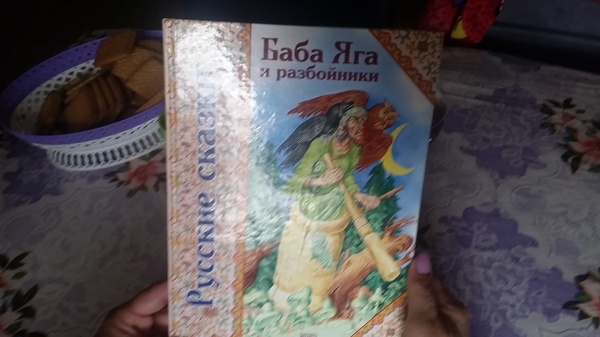 Баба Яга
и разбойники
Русские сказки